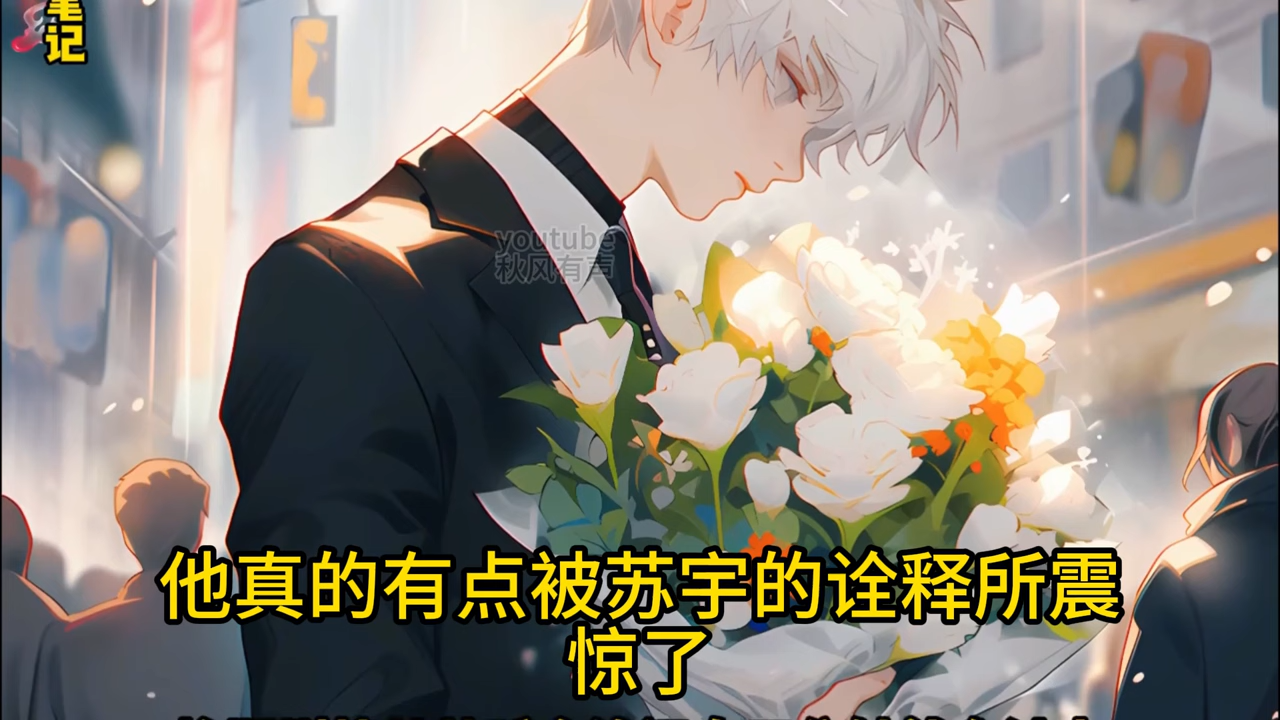 笔记
youtube
秋风有声
他真的有点被苏宇的诠释所震
惊了